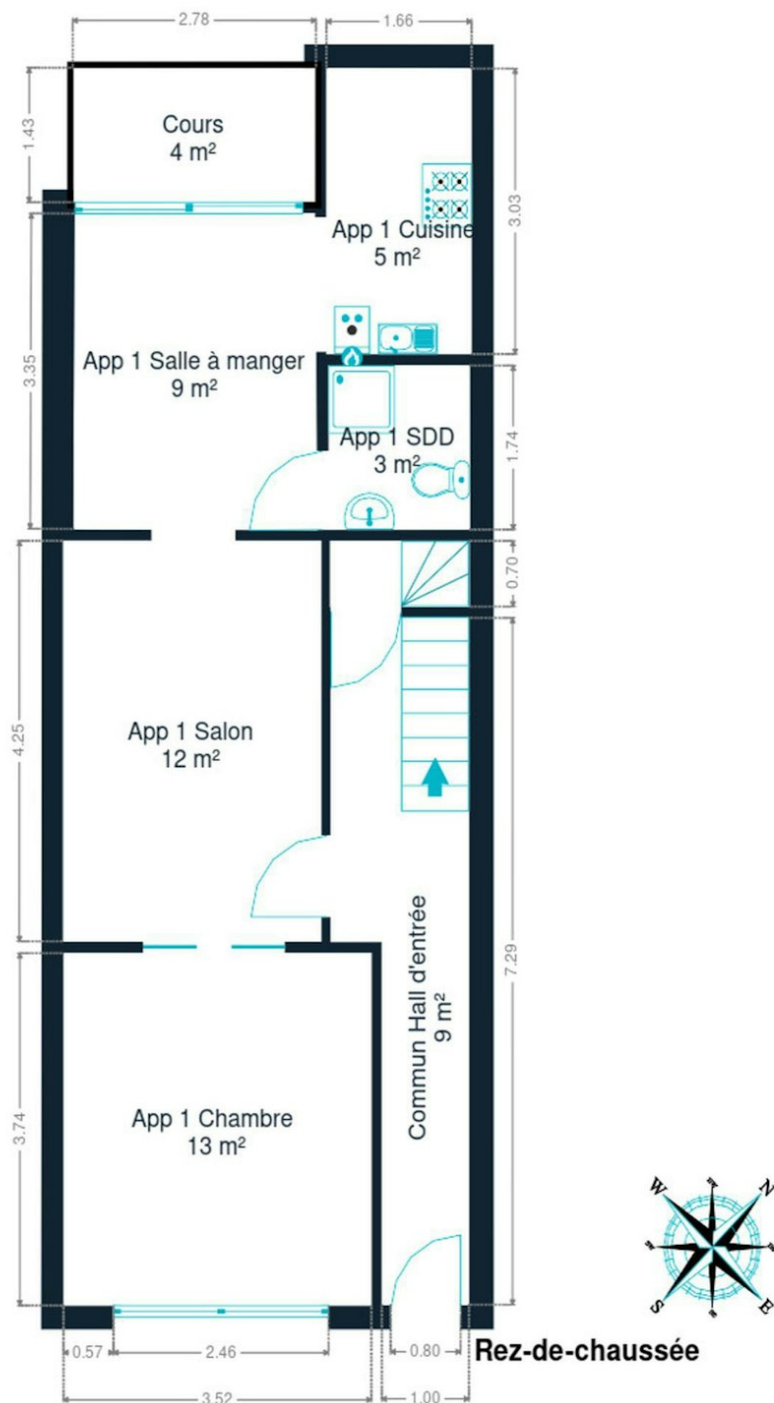 2.78
1.66
1.43
Cours
4 m²
App 1 Cuisine
5 m²
3.03
3.35
App 1 Salle à manger
9 m²
App 1 SDD
3 m²
1.74
0.70
4.25
App 1 Salon
12 m²
Commun Hall d'entrée
9 m²
7.29
3.74
App 1 Chambre
13 m²
W
N
S
E
0.57
2.46
0.80
Rez-de-chaussée
3.52
1.00